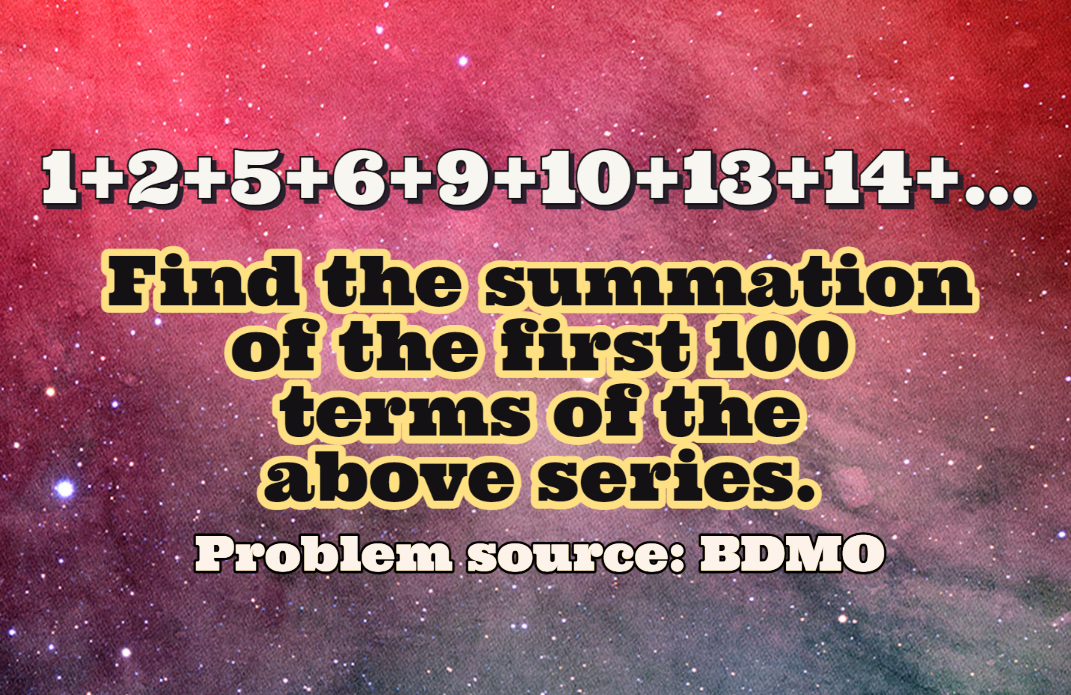 1+2+5+6+9+10+13+14+...
Find the summation
of the first 100
terms of the
above series.
Problem source: BDMO